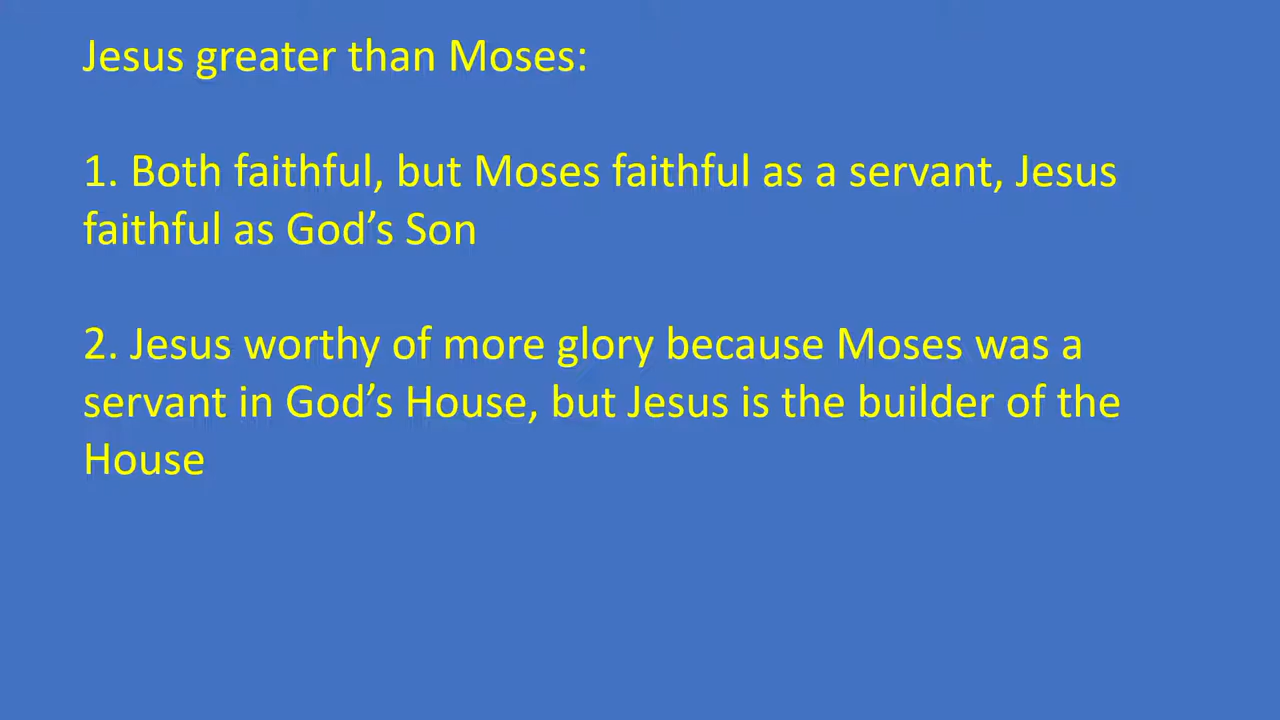 Jesus greater than Moses:
1. Both faithful, but Moses faithful as a servant, Jesus
faithful as God’s Son
2. Jesus worthy of more glory because Moses was a
servant in God’s House, but Jesus is the builder of the
House